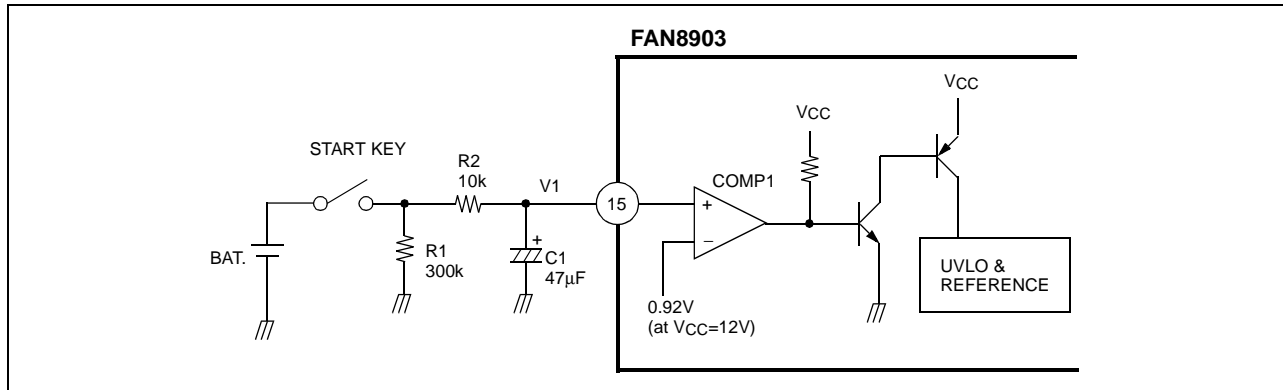 FAN8903
VCC
VCC
START KEY
R2
10k
V1
COMP1
15
+
−
+
BAT.
R1
300k
C1
47μF
0.92V
(at VCC=12V)
UVLO &
REFERENCE